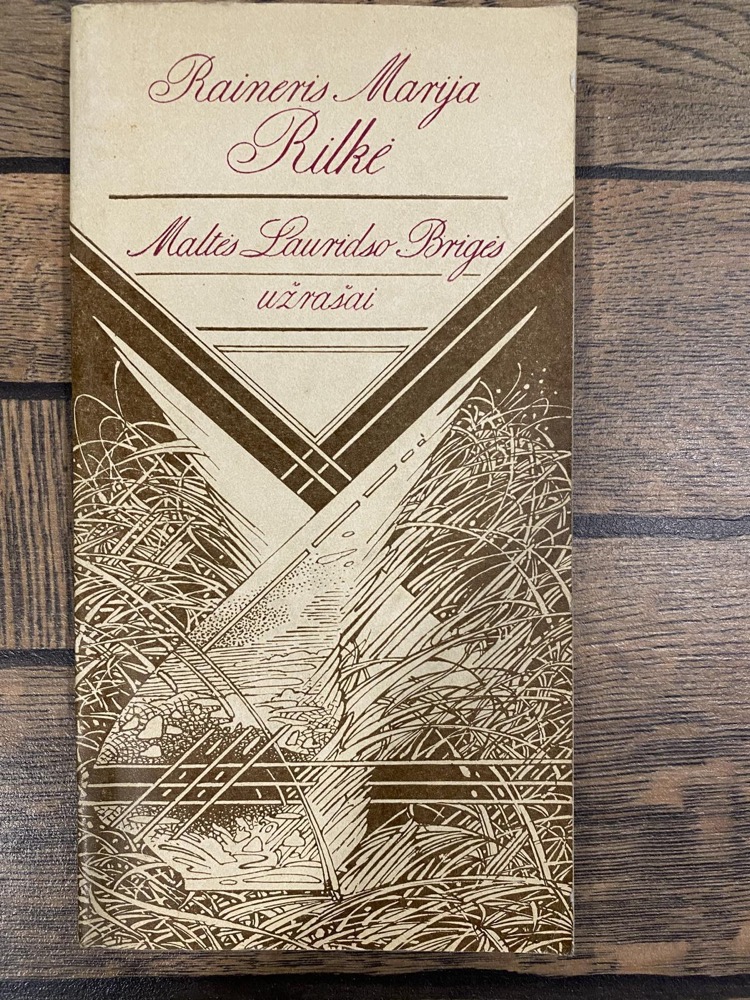 Raineris Marija
Rilkė
Maltės Lauridso Brigės
užrašai